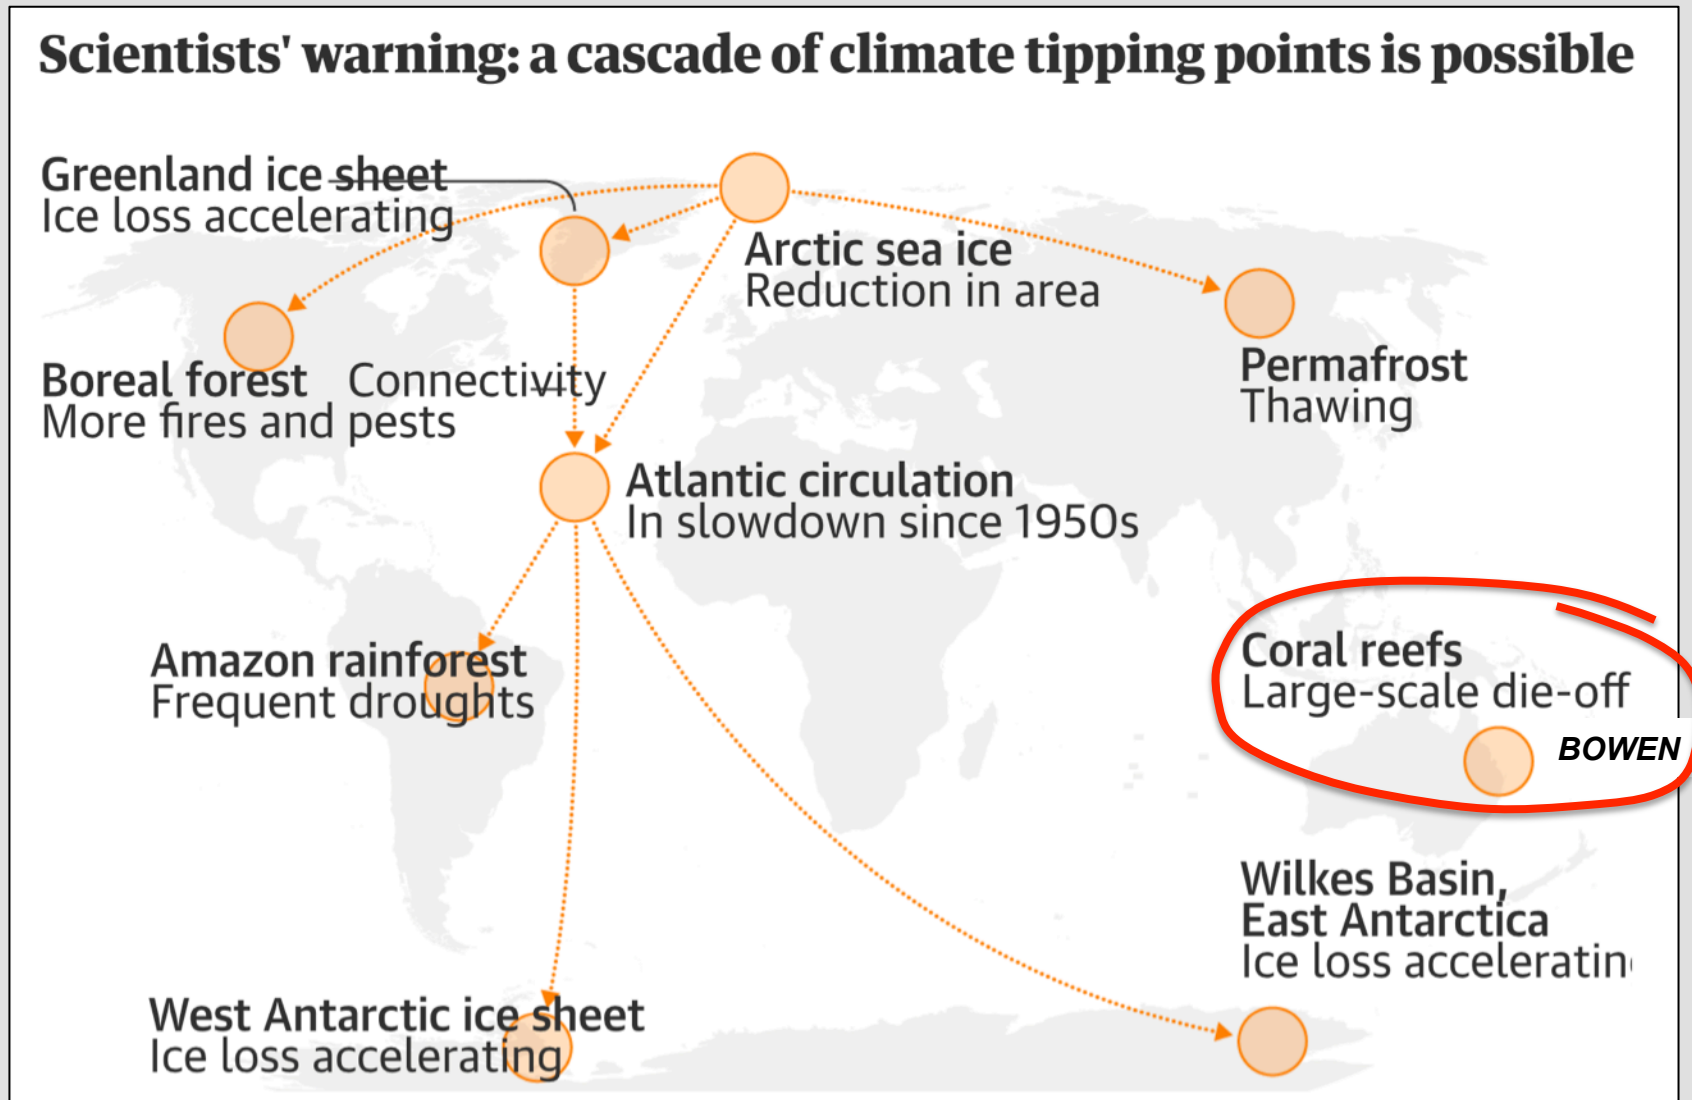 Scientists' warning: a cascade of climate tipping points is possible
Greenland ice sheet
Ice loss accelerating
Arctic sea ice
Reduction in area
Permafrost
Thawing
Boreal forest
More fires and pests
Connectivity
Atlantic circulation
In slowdown since 1950s
Amazon rainforest
Frequent droughts
Coral reefs
Large-scale die-off
BOWEN
Wilkes Basin,
East Antarctica
Ice loss acceleratin
West Antarctic ice sheet
Ice loss accelerating